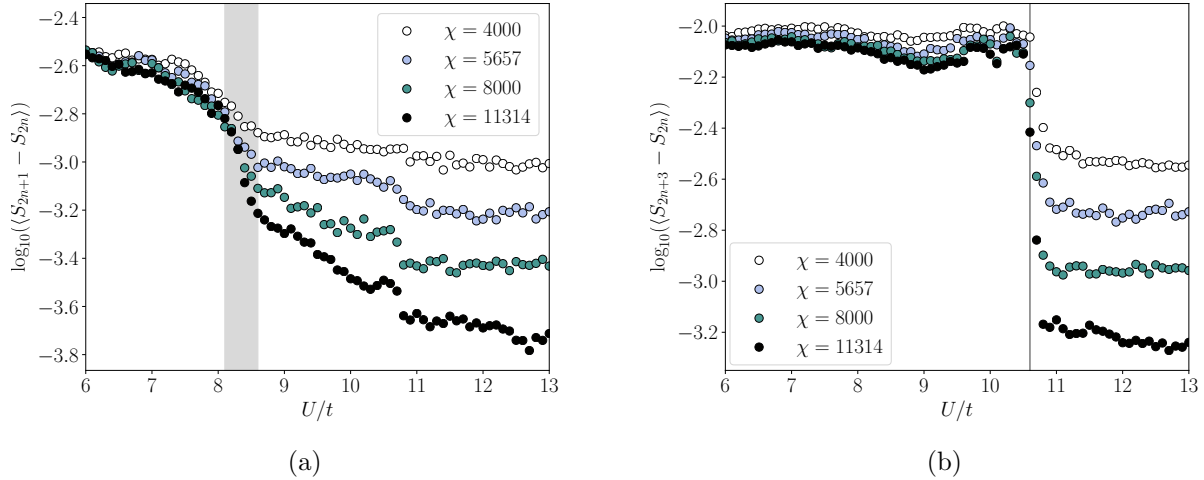 −2.4
−2.6
−2.8
−3.0
−3.2
−3.4
−3.6
−3.8
log₁₀(⟨S₂ₙ₊₁ − S₂ₙ⟩)
χ = 4000
χ = 5657
χ = 8000
χ = 11314
6 7 8 9 10 11 12 13
U/t
(a)
−2.0
−2.2
−2.4
−2.6
−2.8
−3.0
−3.2
log₁₀(⟨S₂ₙ₊₃ − S₂ₙ⟩)
χ = 4000
χ = 5657
χ = 8000
χ = 11314
6 7 8 9 10 11 12 13
U/t
(b)